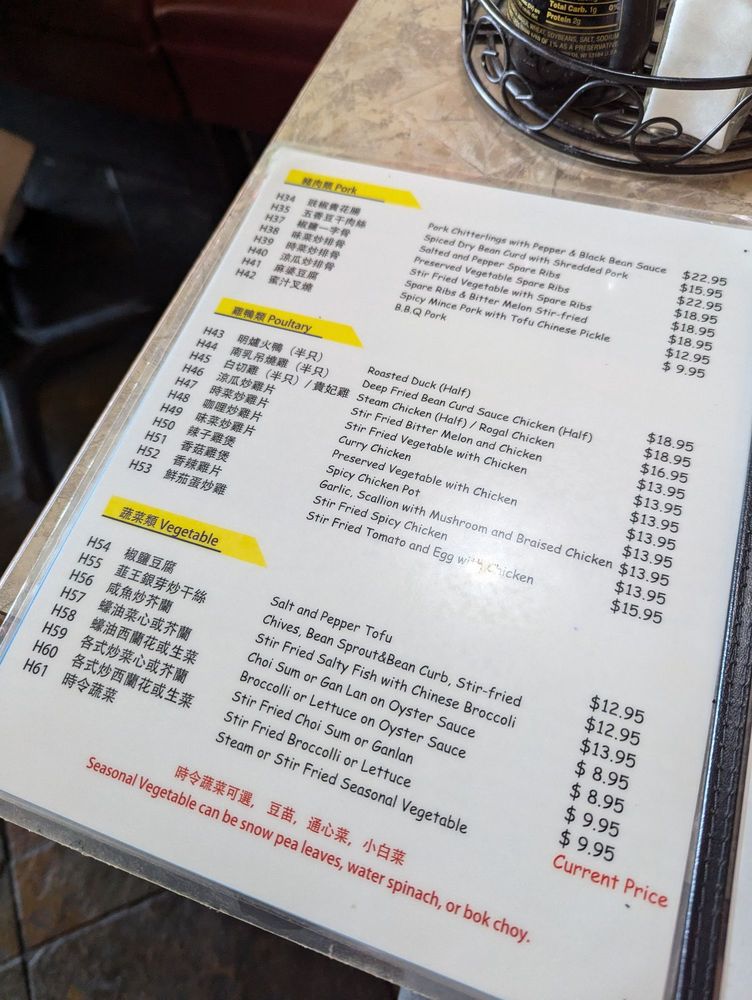 Total Carb. 1g 0%
Protein 2g
豬肉類 Pork
H34 豉椒貴花腸 Pork Chitterlings with Pepper & Black Bean Sauce $22.95
H35 五香豆干肉絲 Spiced Dry Bean Curd with Shredded Pork $15.95
H37 椒鹽一字骨 Salted and Pepper Spare Ribs $22.95
H38 味菜炒排骨 Preserved Vegetable Spare Ribs $18.95
H39 時菜炒排骨 Stir Fried Vegetable with Spare Ribs $18.95
H40 涼瓜炒排骨 Spare Ribs & Bitter Melon Stir-fried $18.95
H41 麻婆豆腐 Spicy Mince Pork with Tofu Chinese Pickle $12.95
H42 蜜汁叉燒 B.B.Q Pork $ 9.95
雞鴨類 Poultary
H43 明爐火鴨（半只） Roasted Duck (Half) $18.95
H44 南乳吊燒雞（半只） Deep Fried Bean Curd Sauce Chicken (Half) $18.95
H45 白切雞（半只）/ 貴妃雞 Steam Chicken (Half) / Rogal Chicken $16.95
H46 涼瓜炒雞片 Stir Fried Bitter Melon and Chicken $13.95
H47 時菜炒雞片 Stir Fried Vegetable with Chicken $13.95
H48 咖哩炒雞片 Curry Chicken $13.95
H49 味菜炒雞片 Preserved Vegetable with Chicken $13.95
H50 辣子雞煲 Spicy Chicken Pot $13.95
H51 香菇雞煲 Garlic, Scallion with Mushroom and Braised Chicken $13.95
H52 香辣雞片 Stir Fried Spicy Chicken $13.95
H53 鮮茄蛋炒雞 Stir Fried Tomato and Egg with Chicken $15.95
蔬菜類 Vegetable
H54 椒鹽豆腐 Salt and Pepper Tofu $12.95
H55 韮王銀芽炒干絲 Chives, Bean Sprout&Bean Curb, Stir-fried $12.95
H56 咸魚炒芥蘭 Stir Fried Salty Fish with Chinese Broccoli $13.95
H57 蠔油菜心或芥蘭 Choi Sum or Gan Lan on Oyster Sauce $ 8.95
H58 蠔油西蘭花或生菜 Broccoli or Lettuce on Oyster Sauce $ 8.95
H59 各式炒菜心或芥蘭 Stir Fried Choi Sum or Ganlan $ 9.95
H60 各式炒西蘭花或生菜 Stir Fried Broccoli or Lettuce $ 9.95
H61 時令蔬菜 Steam or Stir Fried Seasonal Vegetable Current Price
時令蔬菜可選，豆苗，通心菜，小白菜
Seasonal Vegetable can be snow pea leaves, water spinach, or bok choy.